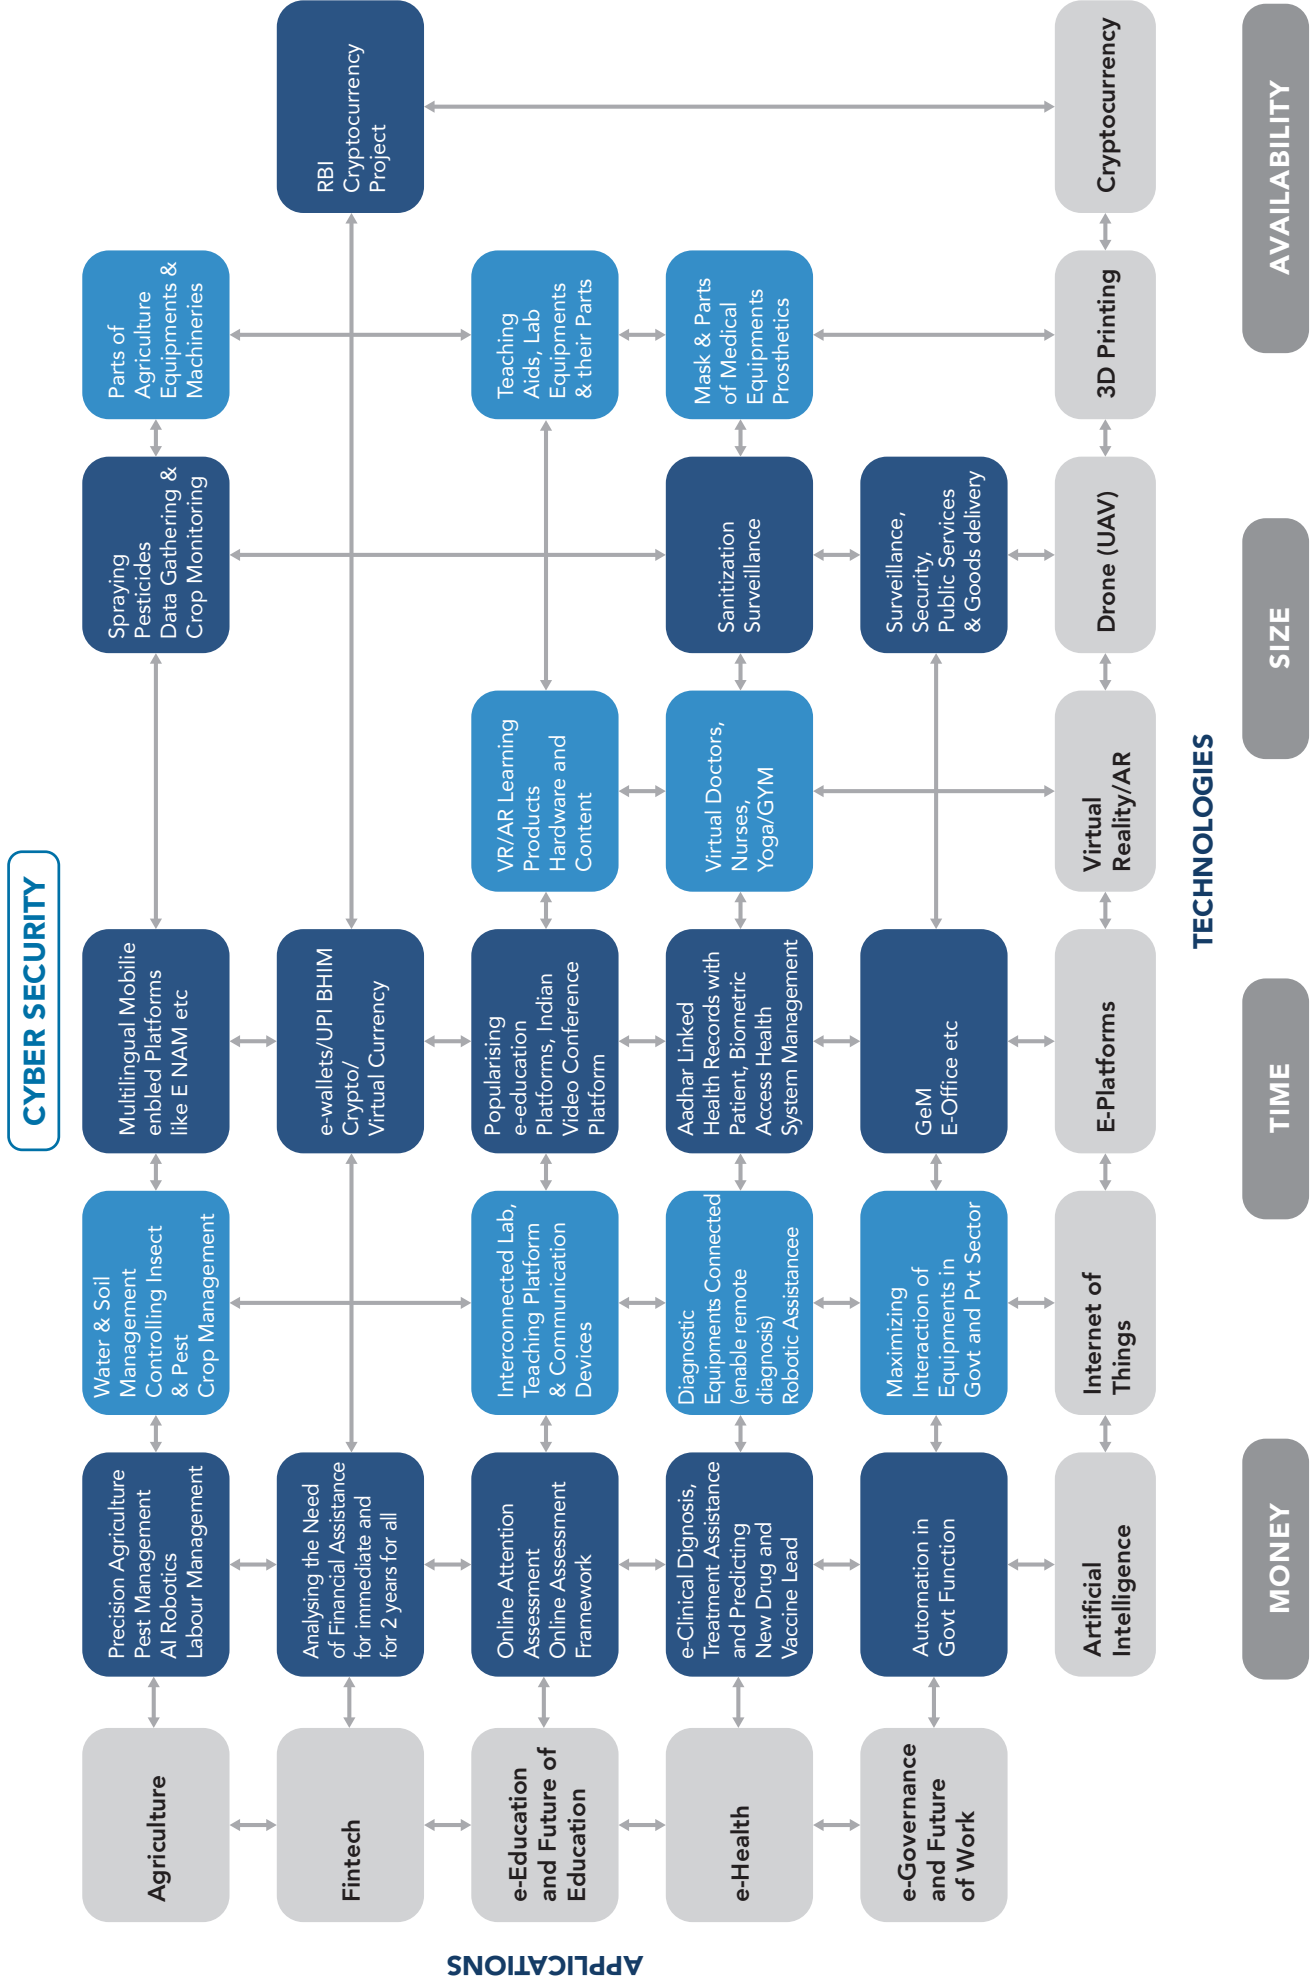 CYBER SECURITY
APPLICATIONS
Agriculture
Precision Agriculture
Pest Management
AI Robotics
Labour Management
Water & Soil
Management
Controlling Insect
& Pest
Crop Management
Multilingual Mobilie
enbled Platforms
like E NAM etc
Spraying
Pesticides
Data Gathering &
Crop Monitoring
Parts of
Agriculture
Equipments &
Machineries
Fintech
Analysing the Need
of Financial Assistance
for immediate and
for 2 years for all
e-wallets/UPI BHIM
Crypto/
Virtual Currency
RBI
Cryptocurrency
Project
e-Education
and Future of
Education
Online Attention
Assessment
Online Assessment
Framework
Interconnected Lab,
Teaching Platform
& Communication
Devices
Popularising
e-education
Platforms, Indian
Video Conference
Platform
VR/AR Learning
Products
Hardware and
Content
Teaching
Aids, Lab
Equipments
& their Parts
e-Health
e-Clinical Dignosis,
Treatment Assistance
and Predicting
New Drug and
Vaccine Lead
Diagnostic
Equipments Connected
(enable remote
diagnosis)
Robotic Assistancee
Aadhar Linked
Health Records with
Patient, Biometric
Access Health
System Management
Virtual Doctors,
Nurses,
Yoga/GYM
Sanitization
Surveillance
Mask & Parts
of Medical
Equipments
Prosthetics
e-Governance
and Future
of Work
Automation in
Govt Function
Maximizing
Interaction of
Equipments in
Govt and Pvt Sector
GeM
E-Office etc
Surveillance,
Security,
Public Services
& Goods delivery
Artificial
Intelligence
Internet of
Things
E-Platforms
Virtual
Reality/AR
Drone (UAV)
3D Printing
Cryptocurrency
TECHNOLOGIES
MONEY
TIME
SIZE
AVAILABILITY